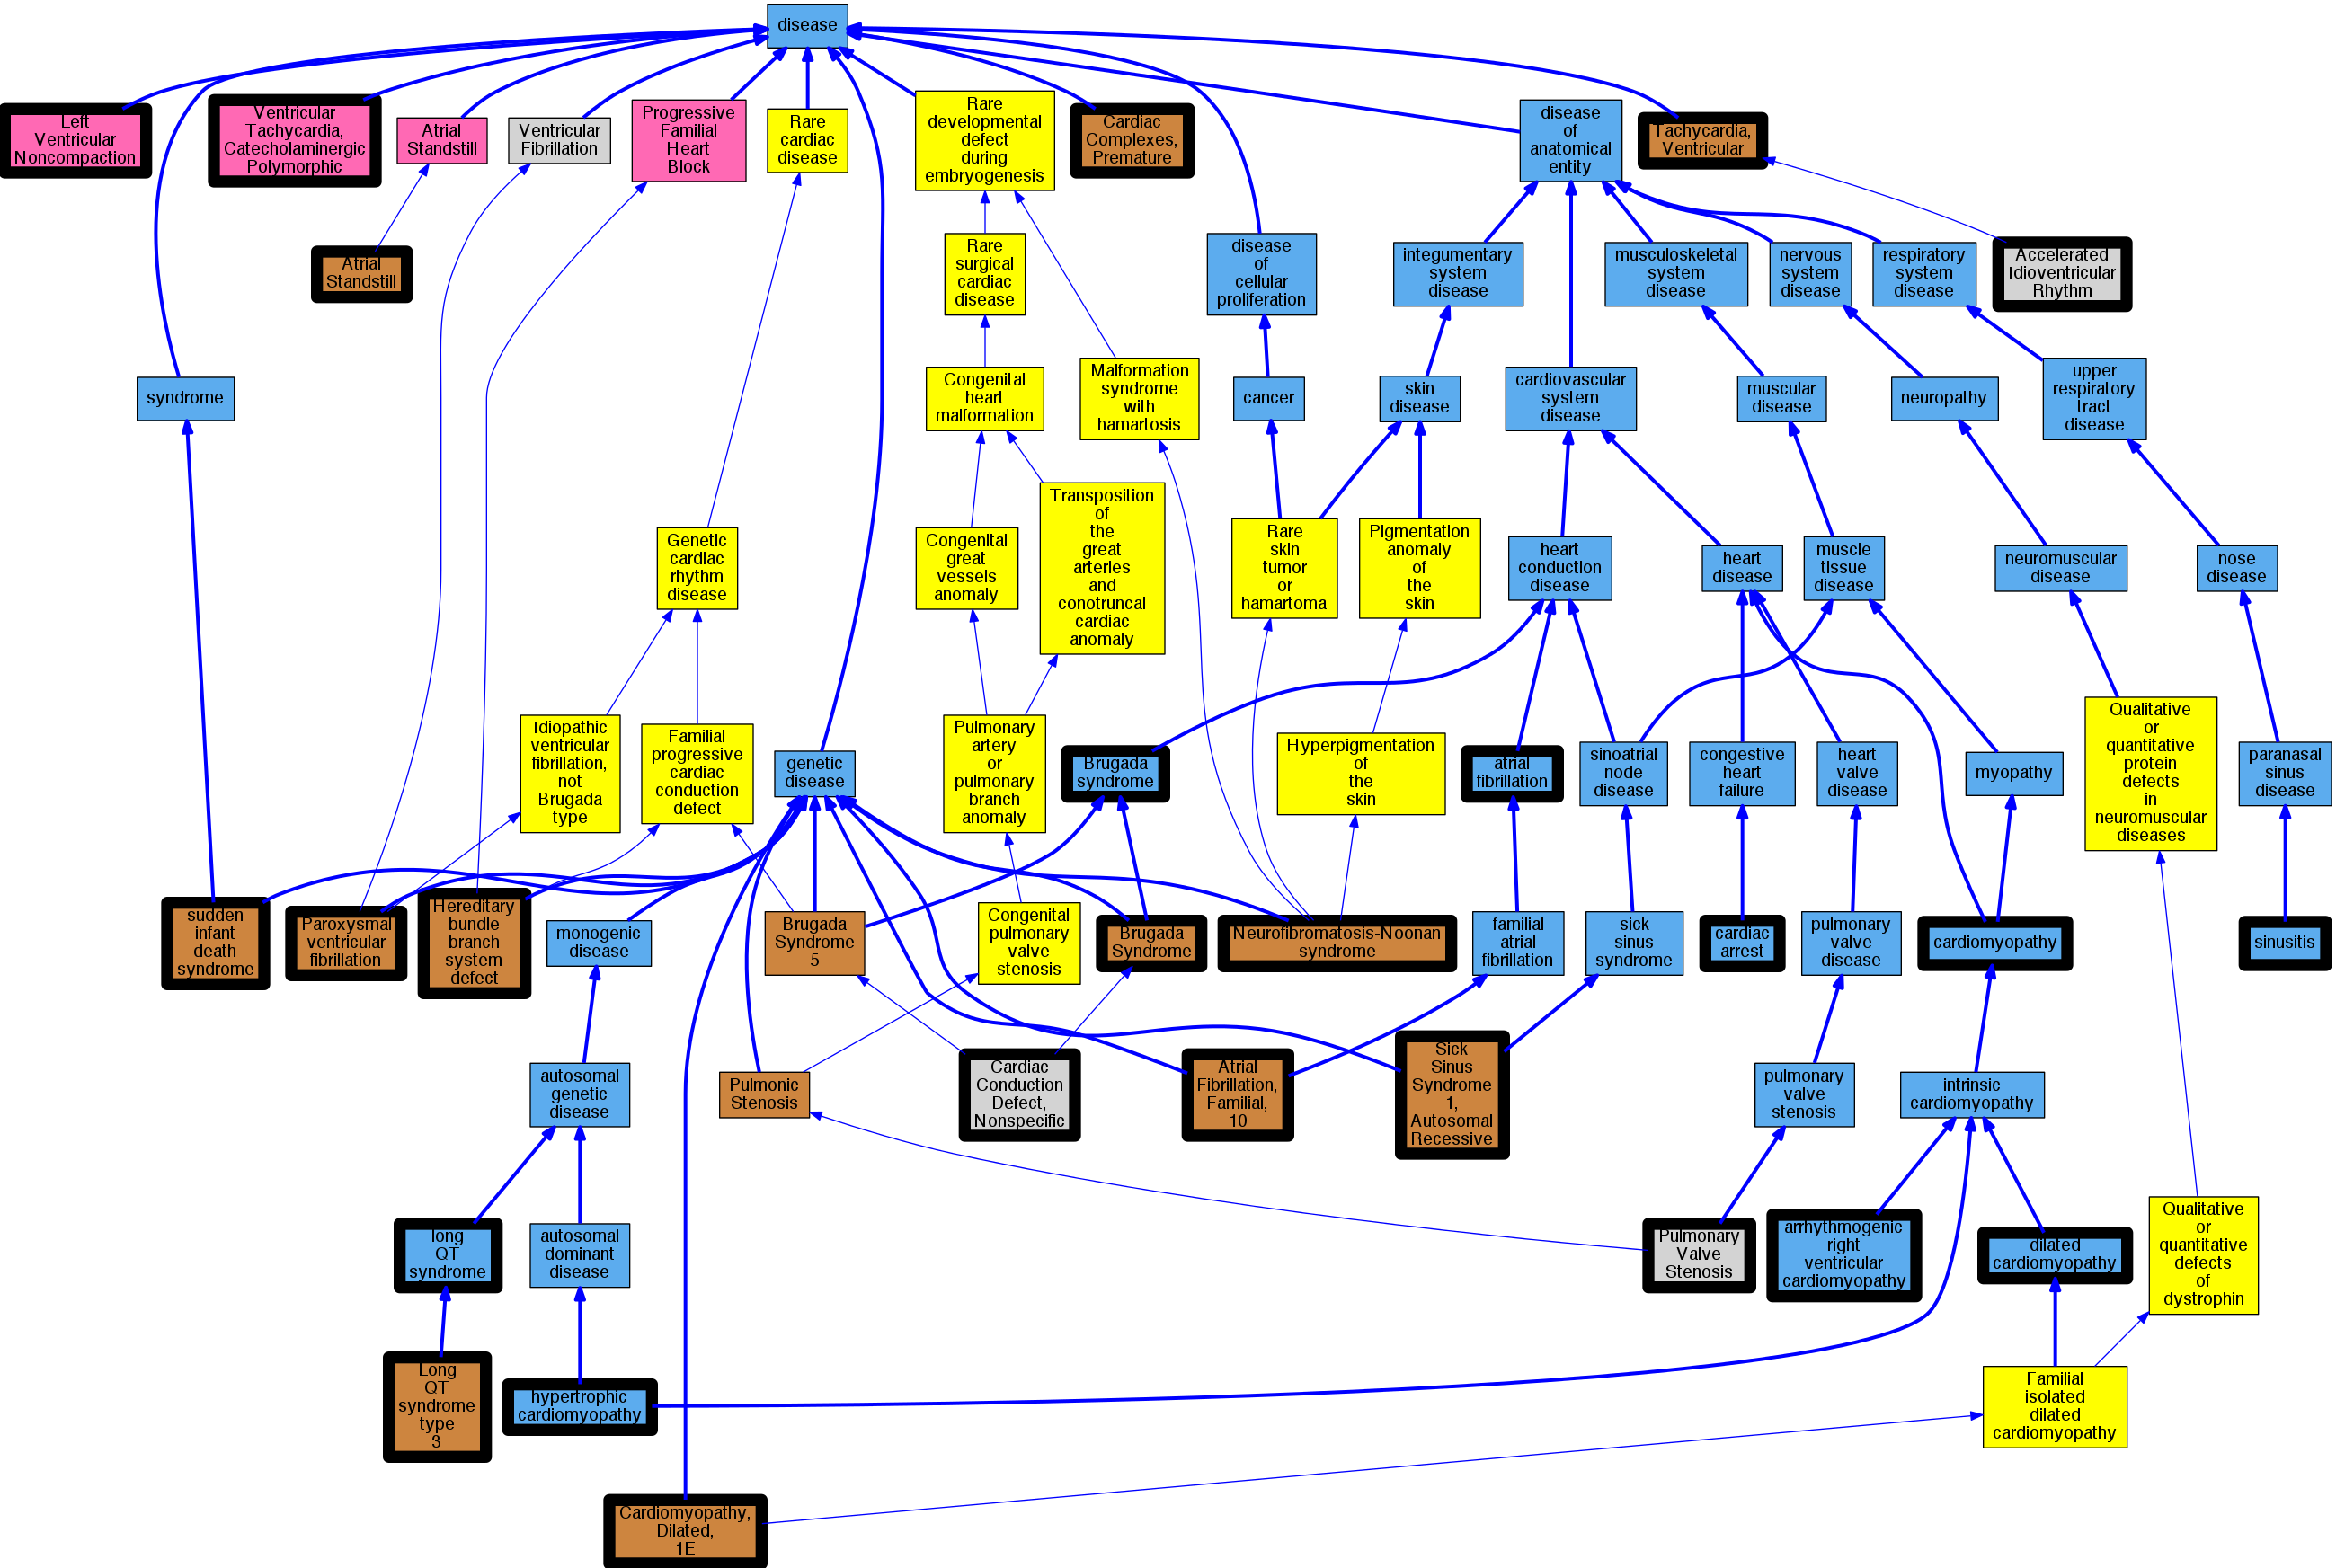 disease
Left
Ventricular
Noncompaction
Ventricular
Tachycardia,
Catecholaminergic
Polymorphic
Atrial
Standstill
Ventricular
Fibrillation
Progressive
Familial
Heart
Block
Rare
cardiac
disease
Rare
developmental
defect
during
embryogenesis
Cardiac
Complexes,
Premature
disease
of
anatomical
entity
Tachycardia,
Ventricular
Atrial
Standstill
Rare
surgical
cardiac
disease
disease
of
cellular
proliferation
integumentary
system
disease
musculoskeletal
system
disease
nervous
system
disease
respiratory
system
disease
Accelerated
Idioventricular
Rhythm
syndrome
Congenital
heart
malformation
Malformation
syndrome
with
hamartosis
cancer
skin
disease
cardiovascular
system
disease
muscular
disease
neuropathy
upper
respiratory
tract
disease
Genetic
cardiac
rhythm
disease
Congenital
great
vessels
anomaly
Transposition
of
the
great
arteries
and
conotruncal
cardiac
anomaly
Rare
skin
tumor
or
hamartoma
Pigmentation
anomaly
of
the
skin
heart
conduction
disease
heart
disease
muscle
tissue
disease
neuromuscular
disease
nose
disease
Idiopathic
ventricular
fibrillation,
not
Brugada
type
Familial
progressive
cardiac
conduction
defect
genetic
disease
Pulmonary
artery
or
pulmonary
branch
anomaly
Brugada
syndrome
Hyperpigmentation
of
the
skin
atrial
fibrillation
sinoatrial
node
disease
congestive
heart
failure
heart
valve
disease
myopathy
Qualitative
or
quantitative
protein
defects
in
neuromuscular
diseases
paranasal
sinus
disease
sudden
infant
death
syndrome
Paroxysmal
ventricular
fibrillation
Hereditary
bundle
branch
system
defect
monogenic
disease
Brugada
Syndrome
5
Congenital
pulmonary
valve
stenosis
Brugada
Syndrome
Neurofibromatosis-Noonan
syndrome
familial
atrial
fibrillation
sick
sinus
syndrome
cardiac
arrest
pulmonary
valve
disease
cardiomyopathy
sinusitis
autosomal
genetic
disease
Pulmonic
Stenosis
Cardiac
Conduction
Defect,
Nonspecific
Atrial
Fibrillation,
Familial,
10
Sick
Sinus
Syndrome
1,
Autosomal
Recessive
pulmonary
valve
stenosis
intrinsic
cardiomyopathy
long
QT
syndrome
autosomal
dominant
disease
Pulmonary
Valve
Stenosis
arrhythmogenic
right
ventricular
cardiomyopathy
dilated
cardiomyopathy
Qualitative
or
quantitative
defects
of
dystrophin
Long
QT
syndrome
type
3
hypertrophic
cardiomyopathy
Familial
isolated
dilated
cardiomyopathy
Cardiomyopathy,
Dilated,
1E